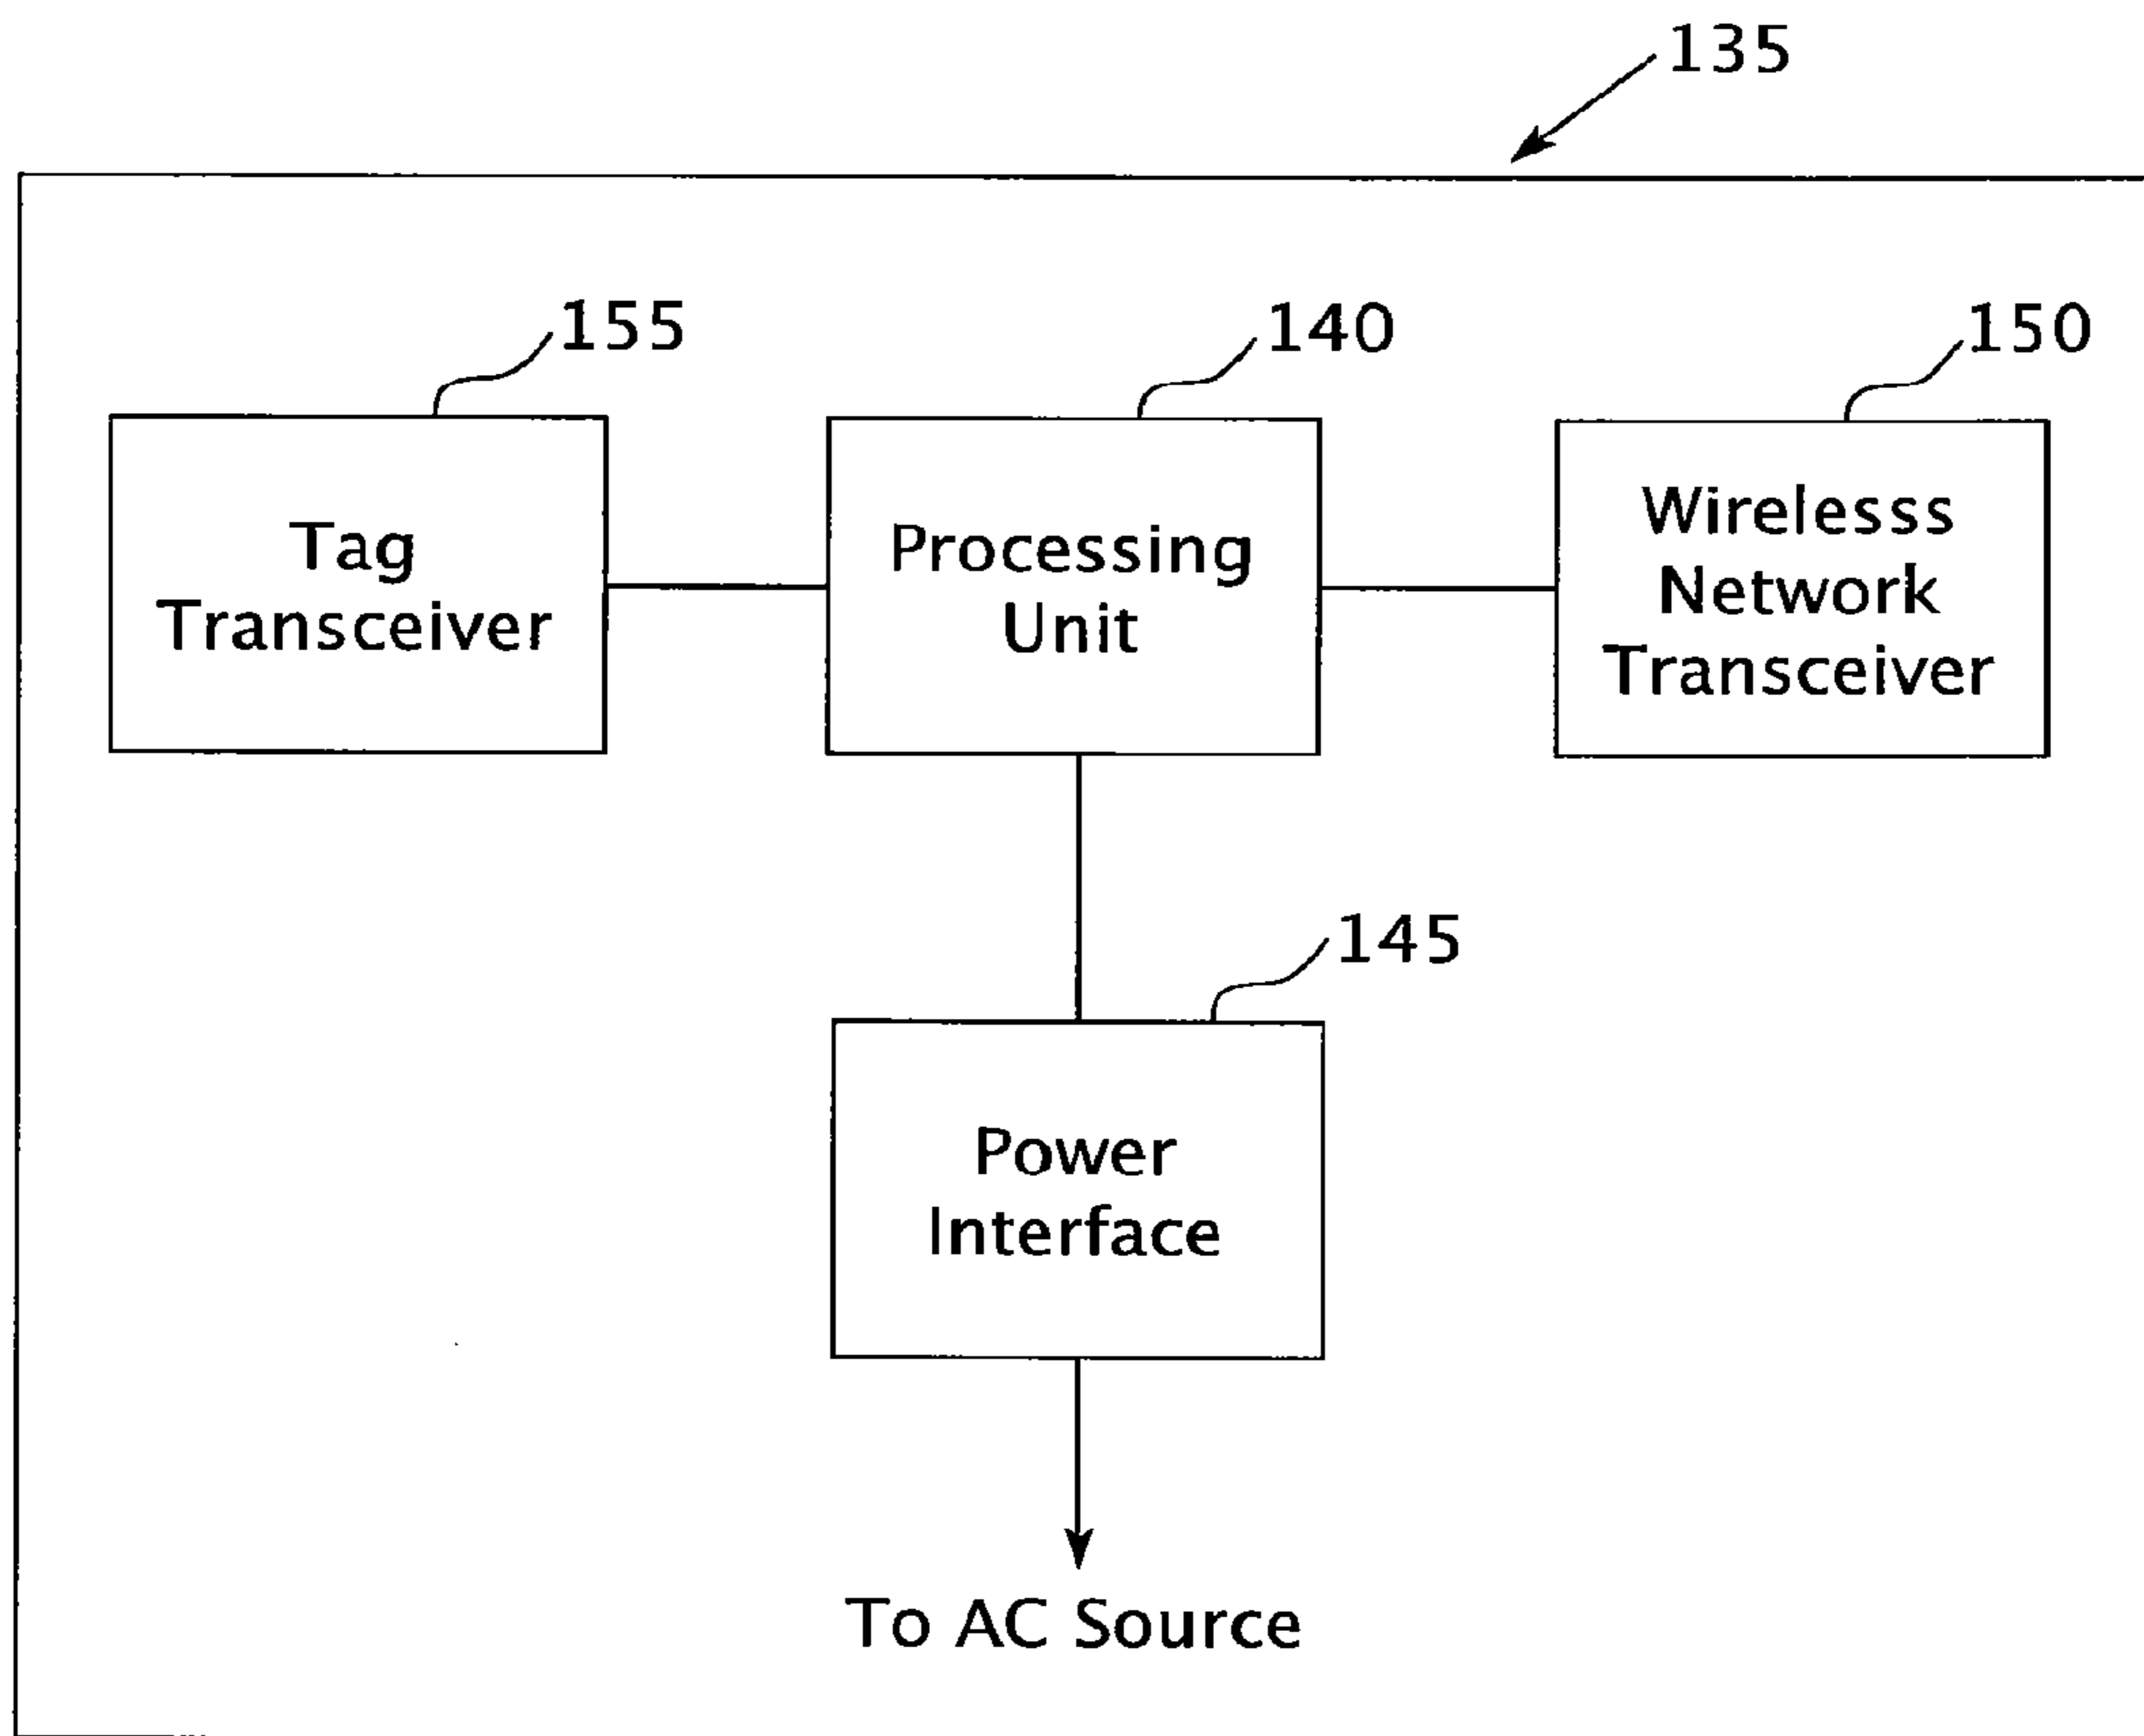 135
155
140
150
Tag
Transceiver
Processing
Unit
Wirelesss
Network
Transceiver
145
Power
Interface
To AC Source